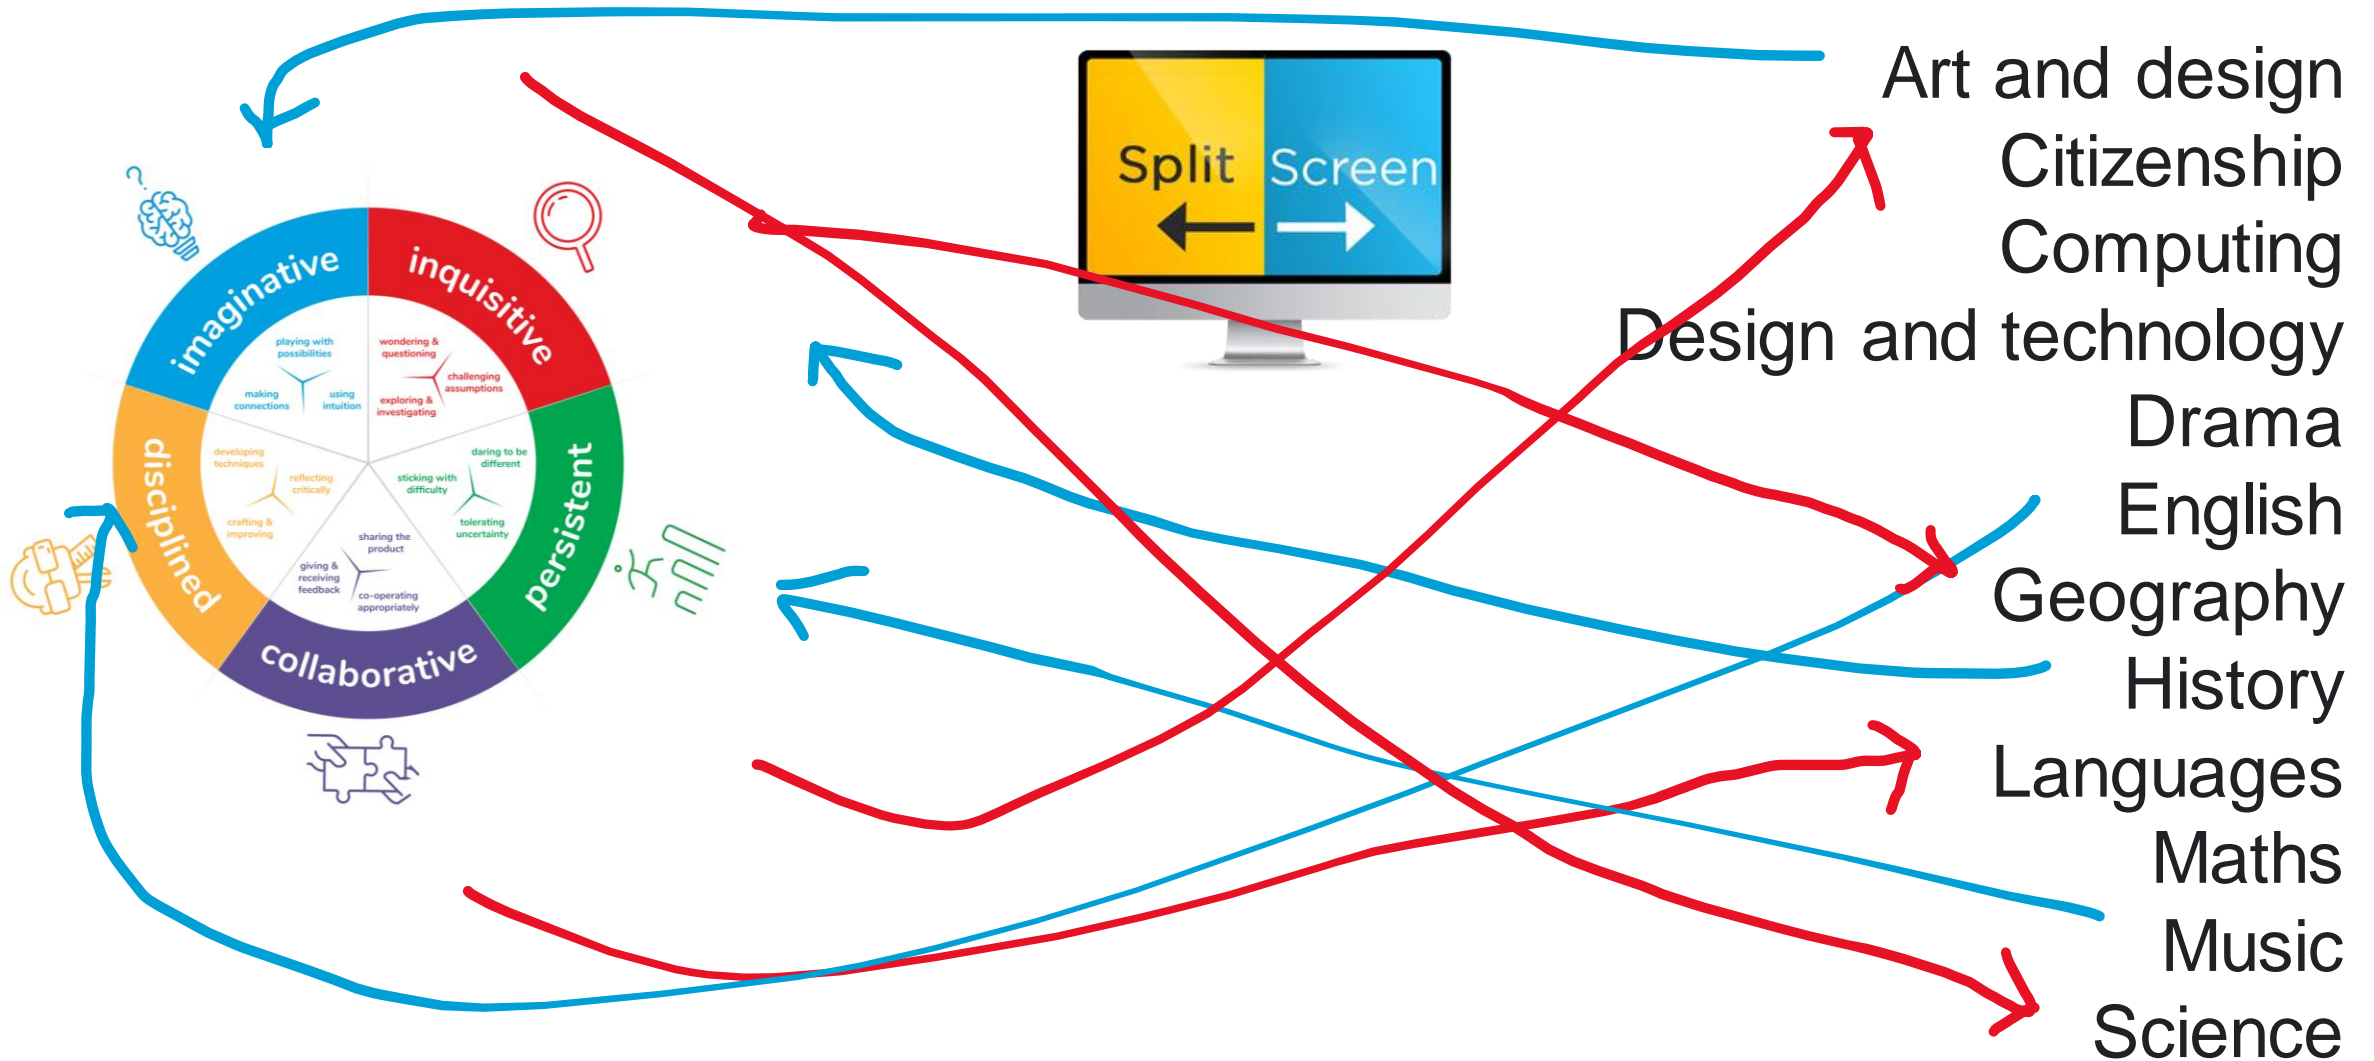 Split Screen
Art and design
Citizenship
Computing
Design and technology
Drama
English
Geography
History
Languages
Maths
Music
Science
imaginative
playing with
possibilities
making
connections
using
intuition
inquisitive
wondering &
questioning
challenging
assumptions
exploring &
investigating
persistent
daring to be
different
sticking with
difficulty
tolerating
uncertainty
collaborative
sharing the
product
giving &
receiving
feedback
co-operating
appropriately
disciplined
developing
techniques
reflecting
critically
crafting &
improving